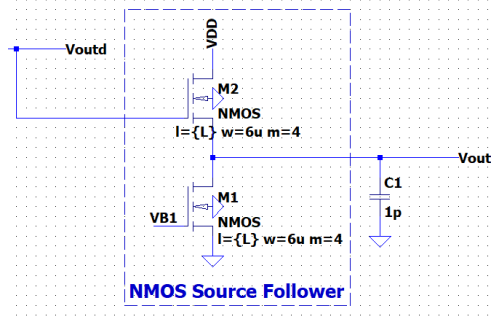 VDD
Voutd
M2
NMOS
l={L} w=6u m=4
Vout
C1
1p
M1
VB1
NMOS
l={L} w=6u m=4
NMOS Source Follower